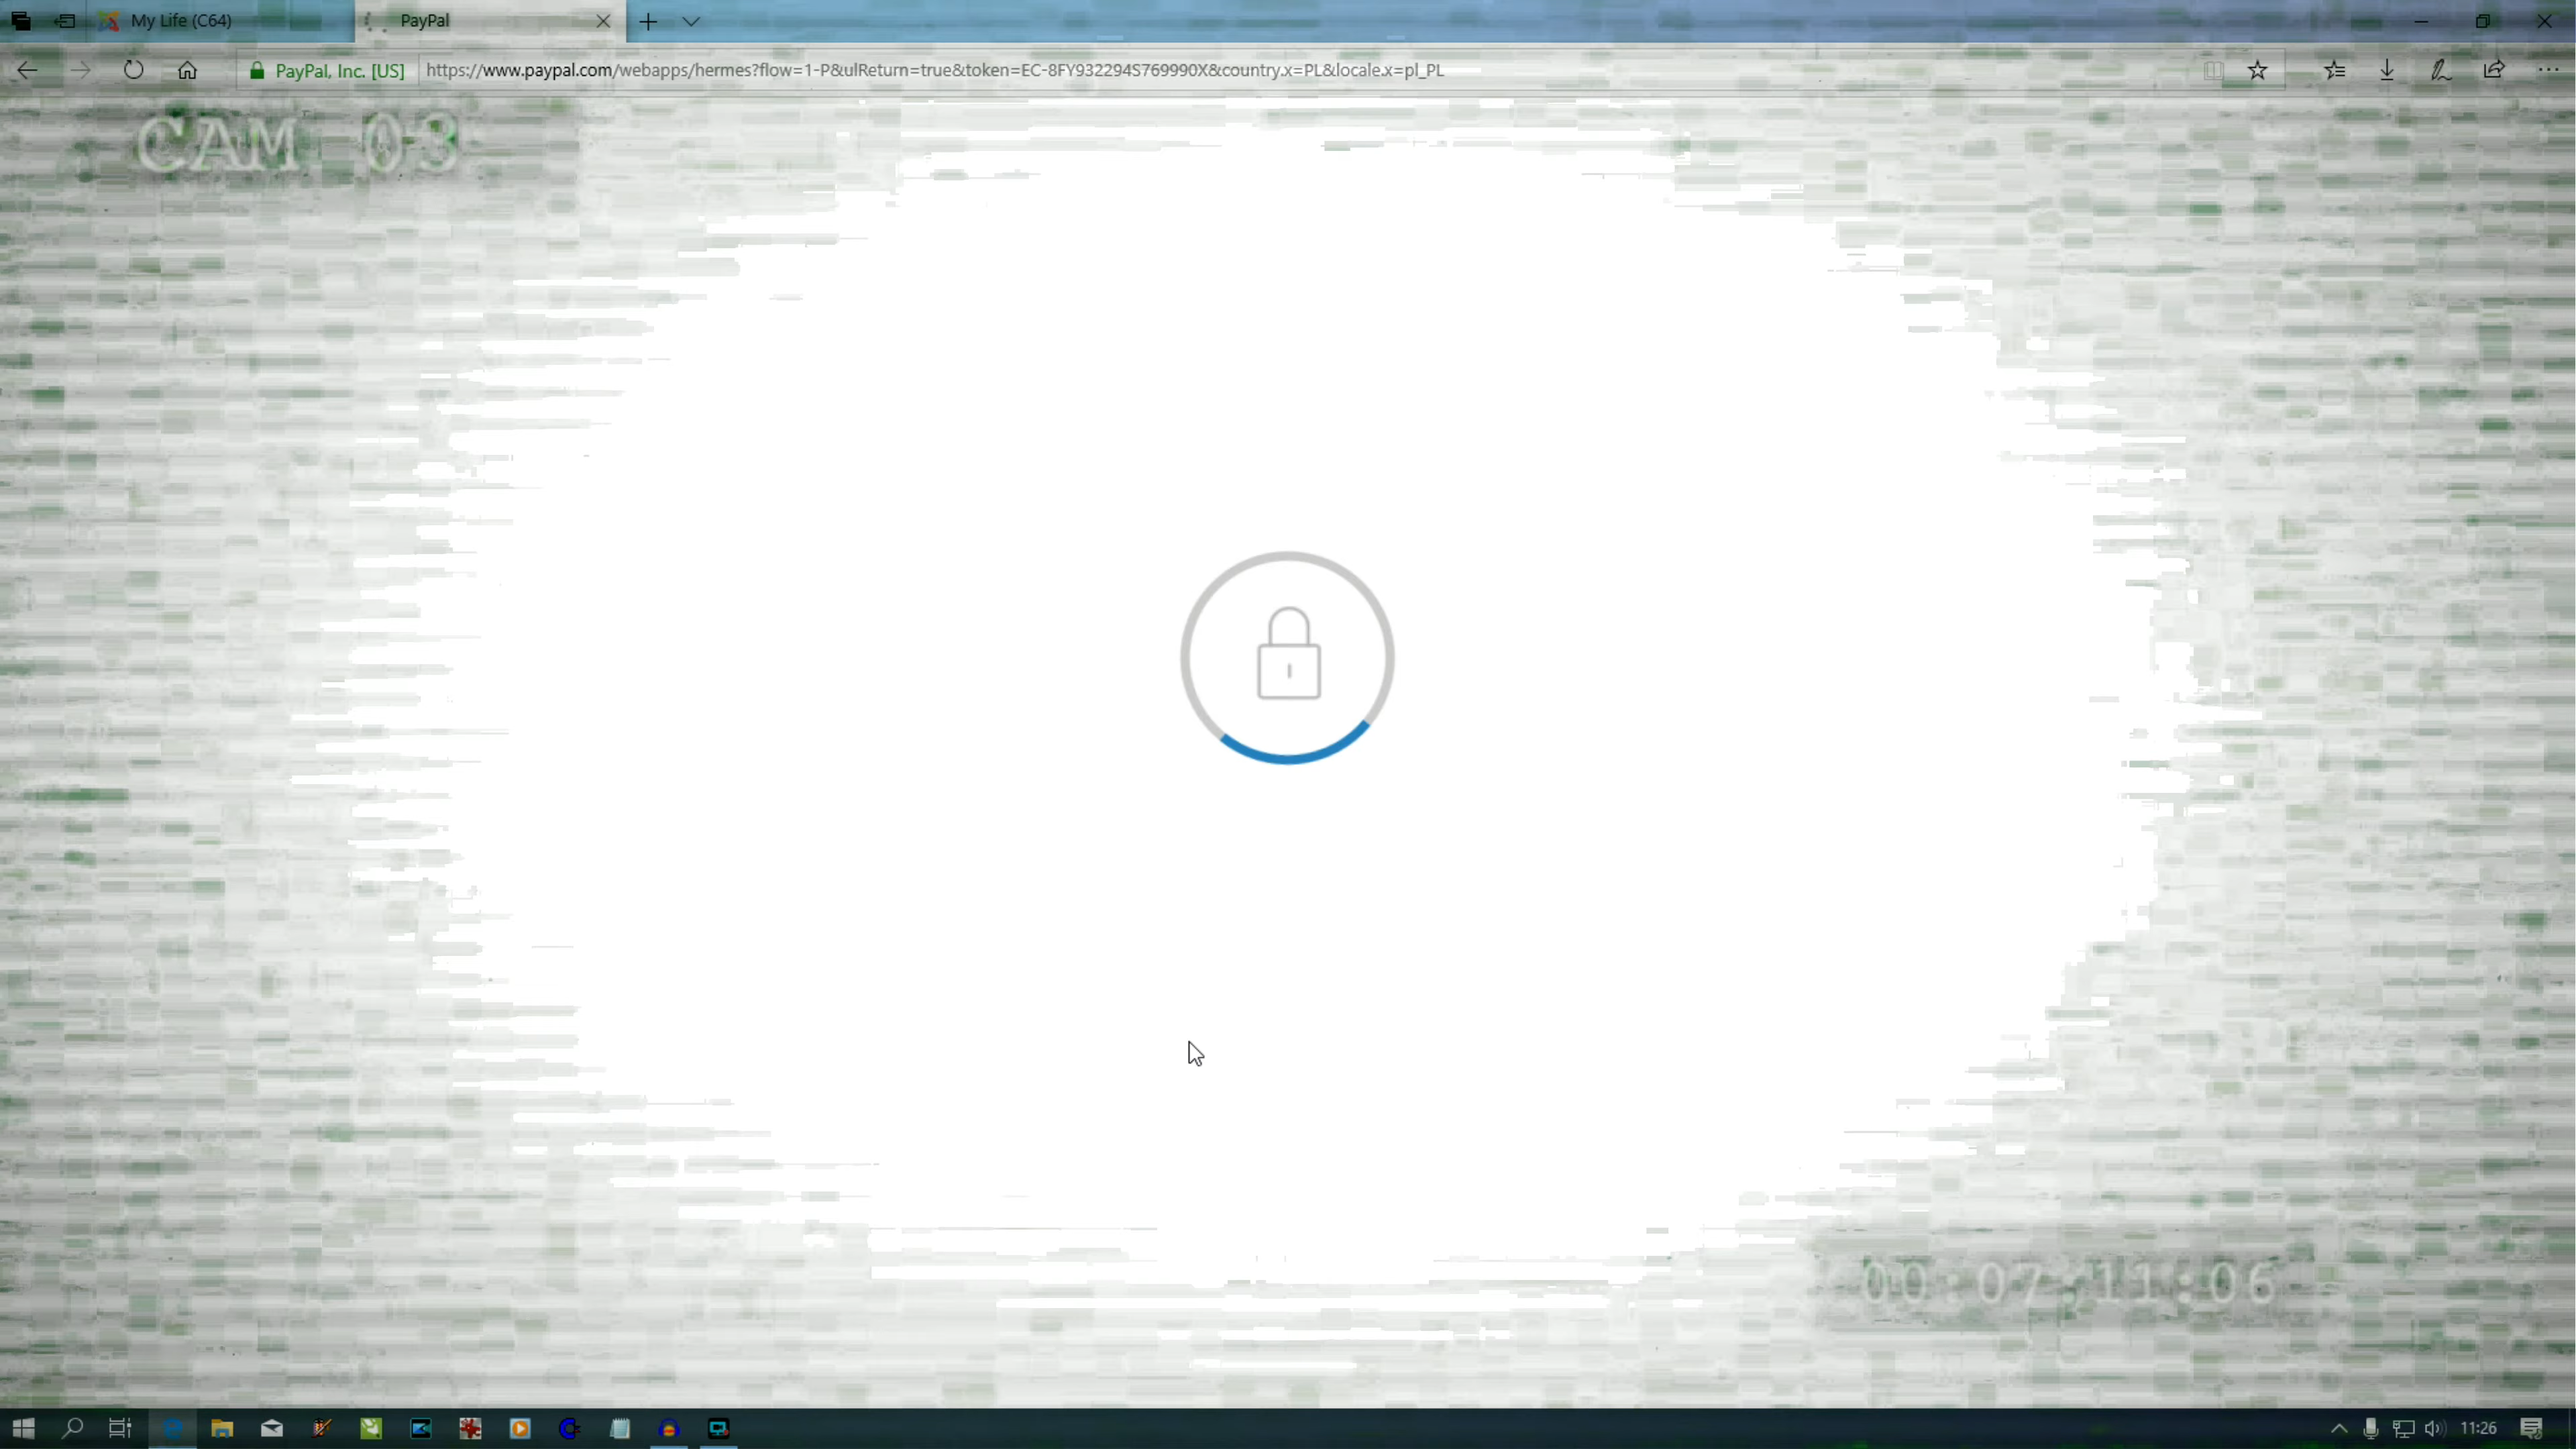 My Life (C64)
PayPal
PayPal, Inc. [US]
https://www.paypal.com/webapps/hermes?flow=1-P&ulReturn=true&token=EC-8FY932294S769990X&country.x=PL&locale.x=pl_PL
CAM 03
00:07:11:06
11:26